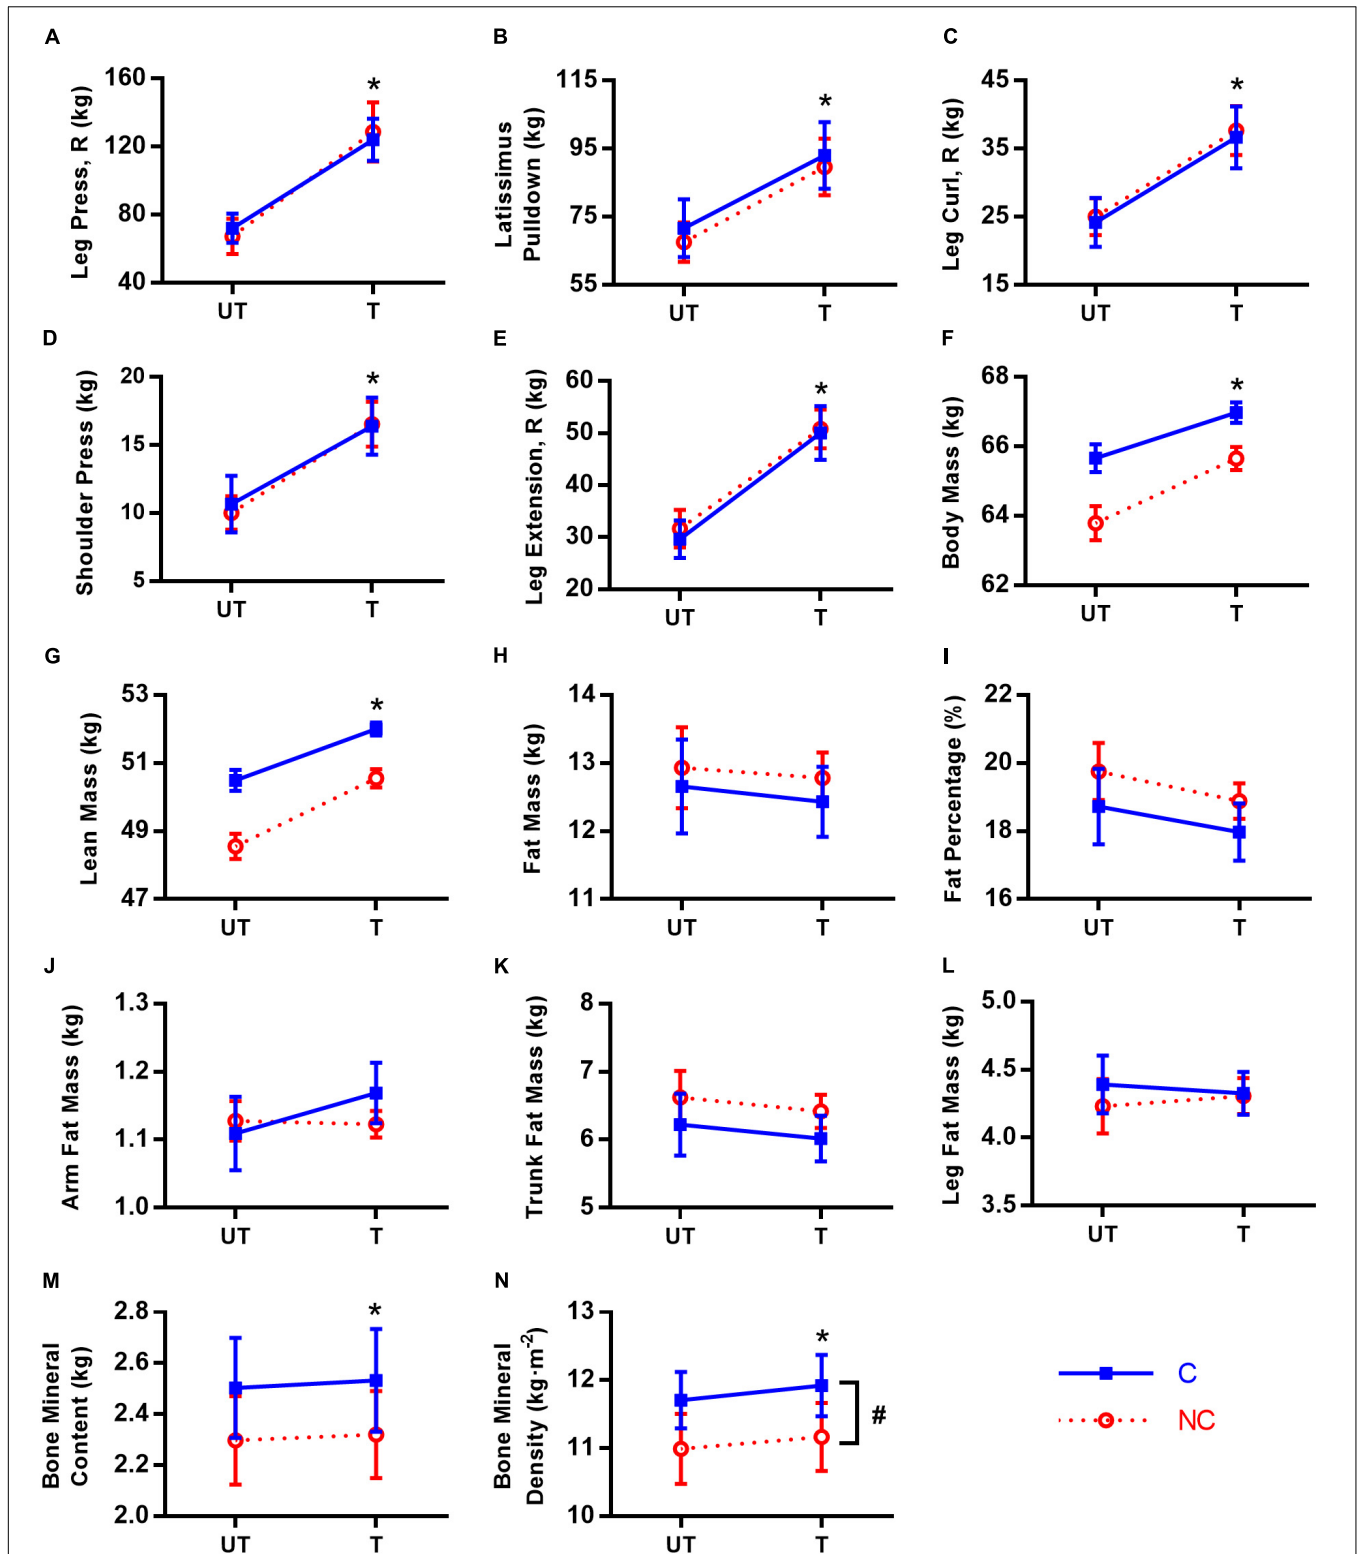 A
Leg Press, R (kg)
160
120
80
40
*
UT T
B
Latissimus
Pulldown (kg)
115
95
75
55
*
UT T
C
Leg Curl, R (kg)
45
35
25
15
*
UT T
D
Shoulder Press (kg)
20
15
10
5
*
UT T
E
Leg Extension, R (kg)
60
50
40
30
20
*
UT T
F
Body Mass (kg)
68
66
64
62
*
UT T
G
Lean Mass (kg)
53
51
49
47
*
UT T
H
Fat Mass (kg)
14
13
12
11
UT T
I
Fat Percentage (%)
22
20
18
16
UT T
J
Arm Fat Mass (kg)
1.3
1.2
1.1
1.0
UT T
K
Trunk Fat Mass (kg)
8
7
6
5
UT T
L
Leg Fat Mass (kg)
5.0
4.5
4.0
3.5
UT T
M
Bone Mineral
Content (kg)
2.8
2.6
2.4
2.2
2.0
*
UT T
N
Bone Mineral
Density (kg·m⁻²)
13
12
11
10
*
#
UT T
C
NC